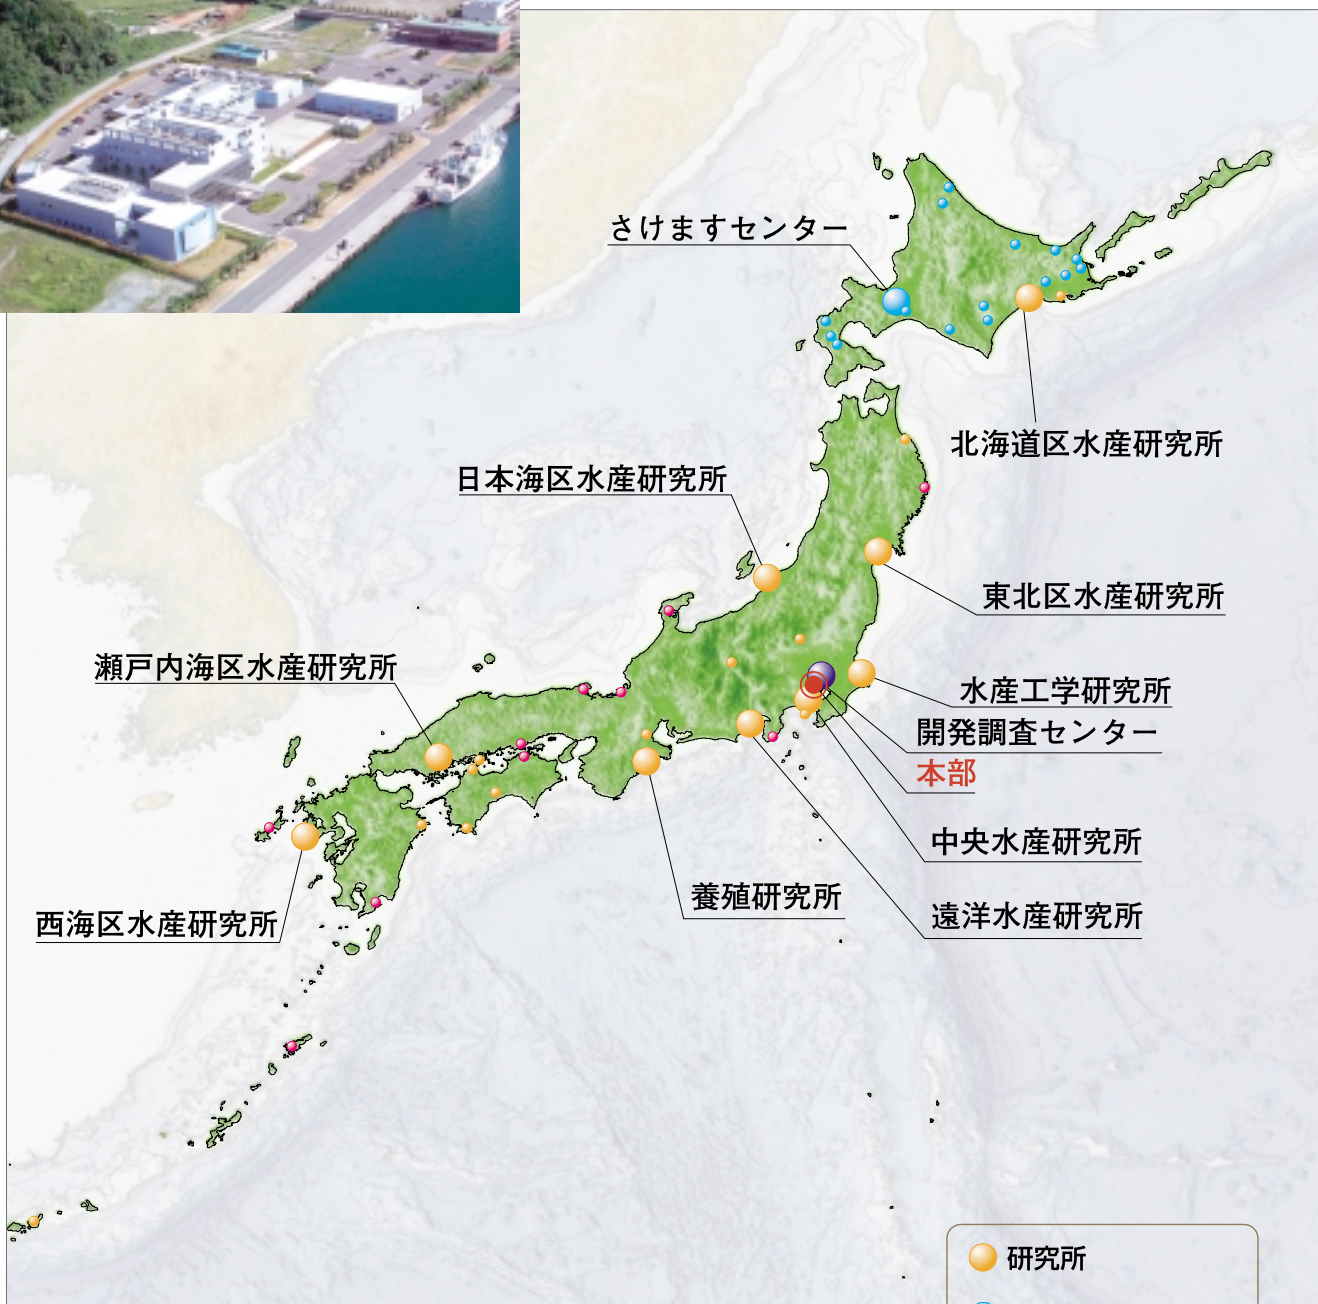 さけますセンター
北海道区水産研究所
日本海区水産研究所
東北区水産研究所
瀬戸内海区水産研究所
水産工学研究所
開発調査センター
本部
中央水産研究所
養殖研究所
遠洋水産研究所
西海区水産研究所
研究所